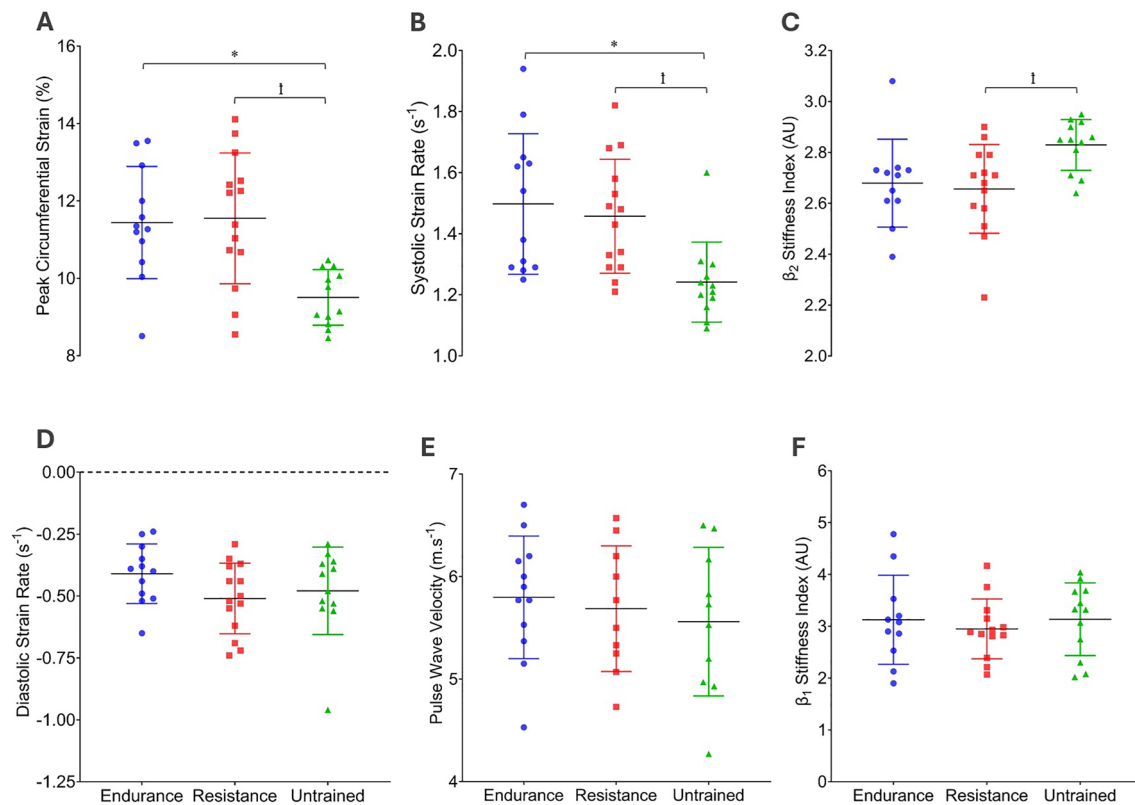 A
Peak Circumferential Strain (%)
16
14
12
10
8
*
ƚ
B
Systolic Strain Rate (s-1)
2.0
1.8
1.6
1.4
1.2
1.0
*
ƚ
C
β2 Stiffness Index (AU)
3.2
3.0
2.8
2.6
2.4
2.2
2.0
ƚ
D
Diastolic Strain Rate (s-1)
0.00
-0.25
-0.50
-0.75
-1.00
-1.25
Endurance Resistance Untrained
E
Pulse Wave Velocity (m.s-1)
7
6
5
4
Endurance Resistance Untrained
F
β1 Stiffness Index (AU)
6
5
4
3
2
1
0
Endurance Resistance Untrained